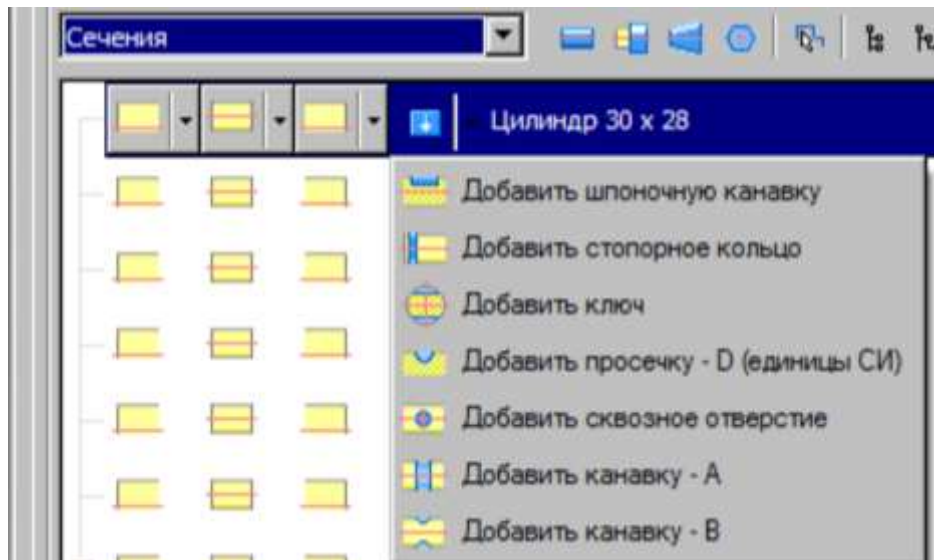 Сечения
Цилиндр 30 x 28
Добавить шпоночную канавку
Добавить стопорное кольцо
Добавить ключ
Добавить просечку - D (единицы СИ)
Добавить сквозное отверстие
Добавить канавку - A
Добавить канавку - B